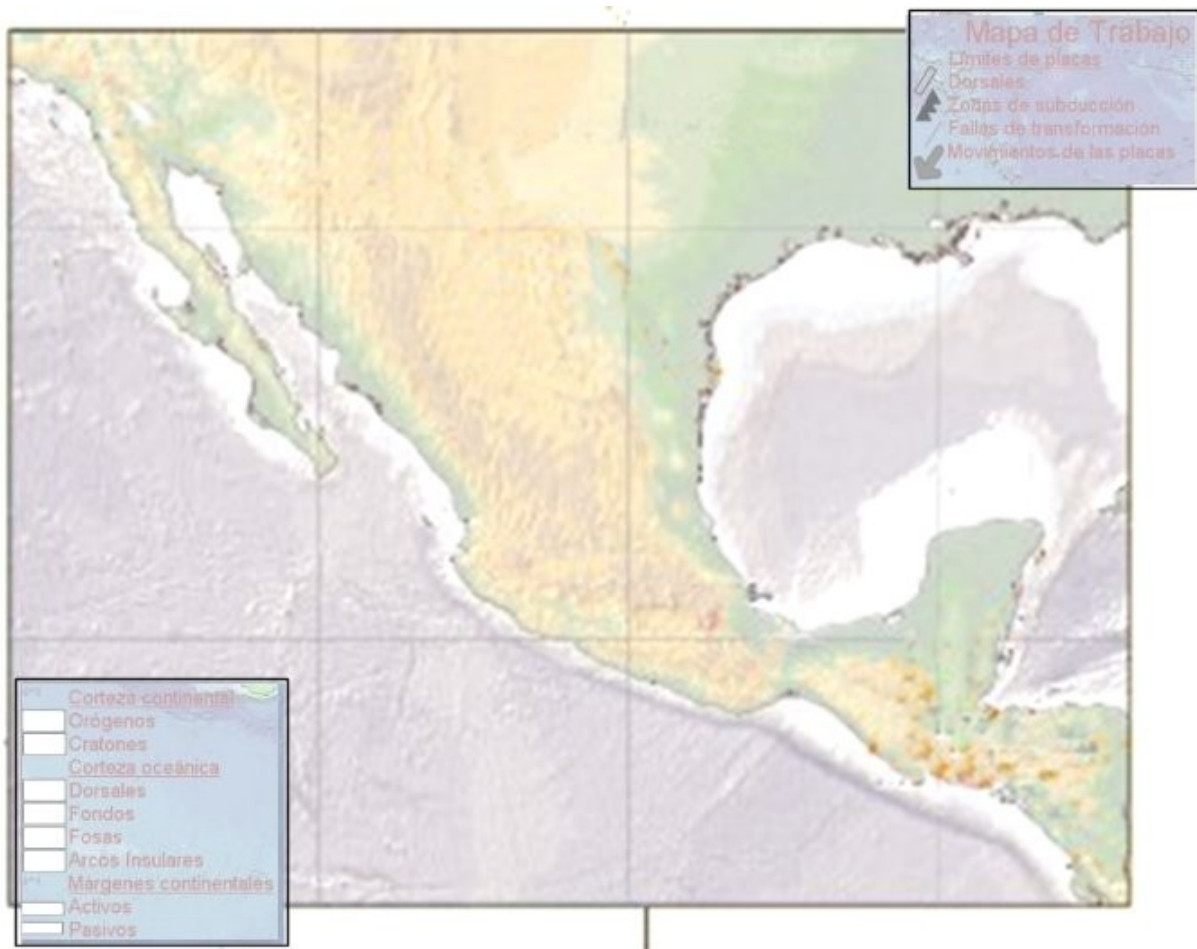 Mapa de Trabajo
Límites de placas
Dorsales
Zonas de subducción
Fallas de transformación
Movimientos de las placas
Corteza continental
Orógenos
Cratones
Corteza oceánica
Dorsales
Fondos
Fosas
Arcos Insulares
Márgenes continentales
Activos
Pasivos